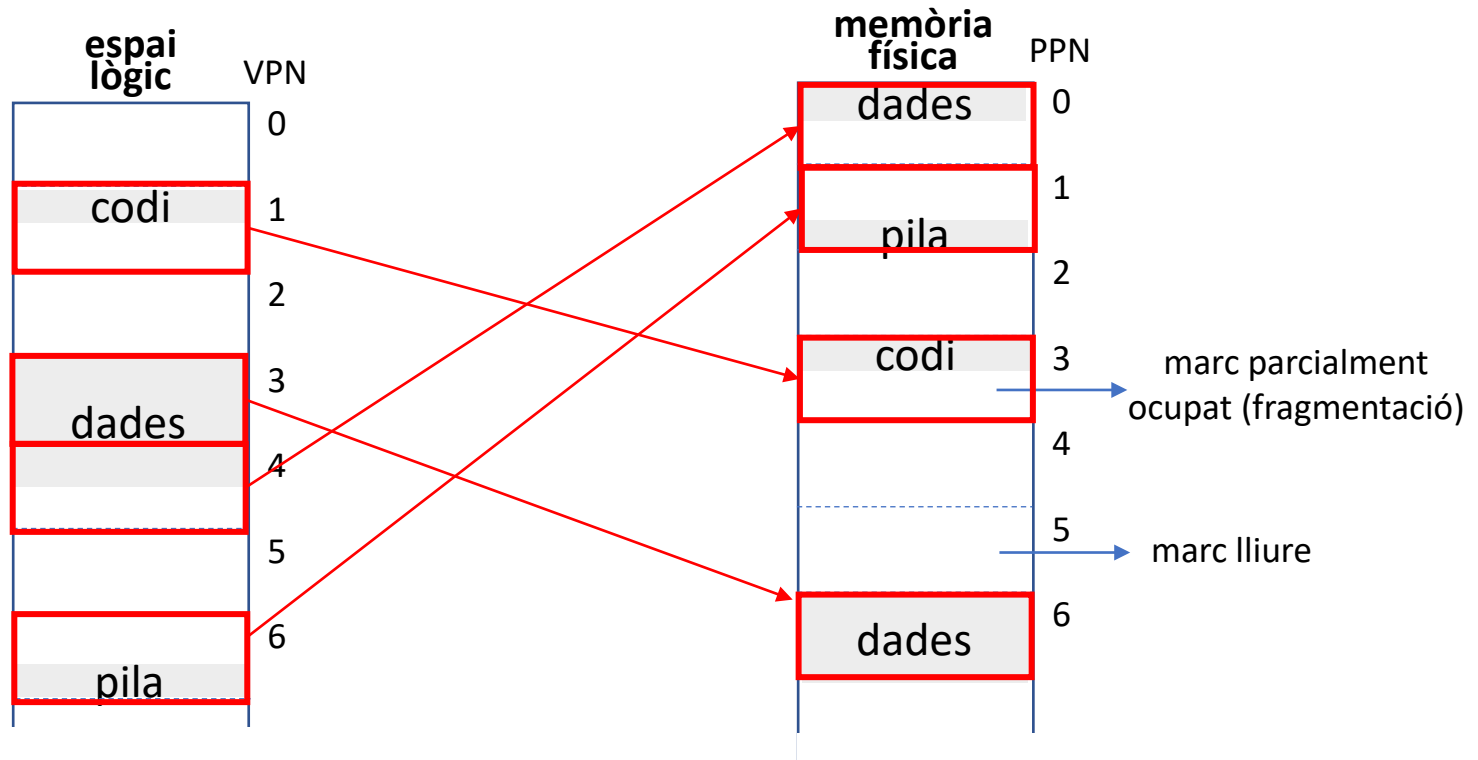 espai
lògic
VPN
0
codi
1
2
3
dades
4
5
6
pila
memòria
física
PPN
dades
0
1
pila
2
codi
3
marc parcialment
ocupat (fragmentació)
4
5
marc lliure
6
dades